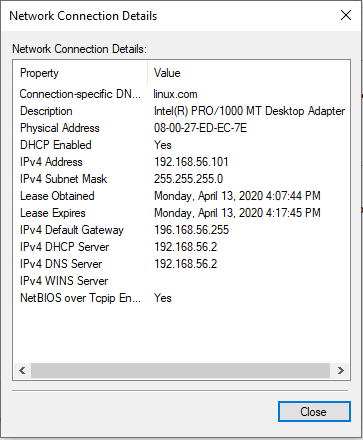 Network Connection Details
Network Connection Details:
Property Value
Connection-specific DN... linux.com
Description Intel(R) PRO/1000 MT Desktop Adapter
Physical Address 08-00-27-ED-EC-7E
DHCP Enabled Yes
IPv4 Address 192.168.56.101
IPv4 Subnet Mask 255.255.255.0
Lease Obtained Monday, April 13, 2020 4:07:44 PM
Lease Expires Monday, April 13, 2020 4:17:45 PM
IPv4 Default Gateway 196.168.56.255
IPv4 DHCP Server 192.168.56.2
IPv4 DNS Server 192.168.56.2
IPv4 WINS Server
NetBIOS over Tcpip En... Yes
Close